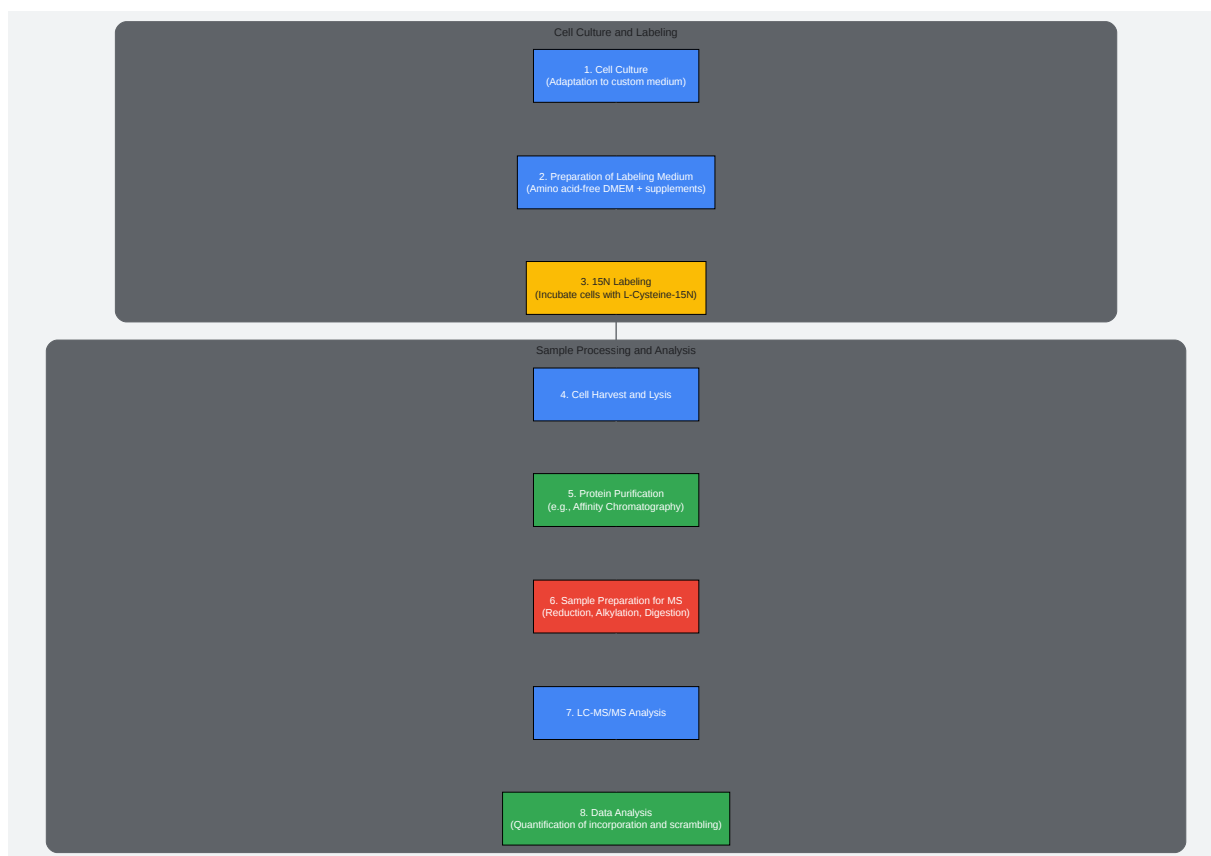 Cell Culture and Labeling
1. Cell Culture
(Adaptation to custom medium)
2. Preparation of Labeling Medium
(Amino acid-free DMEM + supplements)
3. 15N Labeling
(Incubate cells with L-Cysteine-15N)
Sample Processing and Analysis
4. Cell Harvest and Lysis
5. Protein Purification
(e.g., Affinity Chromatography)
6. Sample Preparation for MS
(Reduction, Alkylation, Digestion)
7. LC-MS/MS Analysis
8. Data Analysis
(Quantification of incorporation and scrambling)